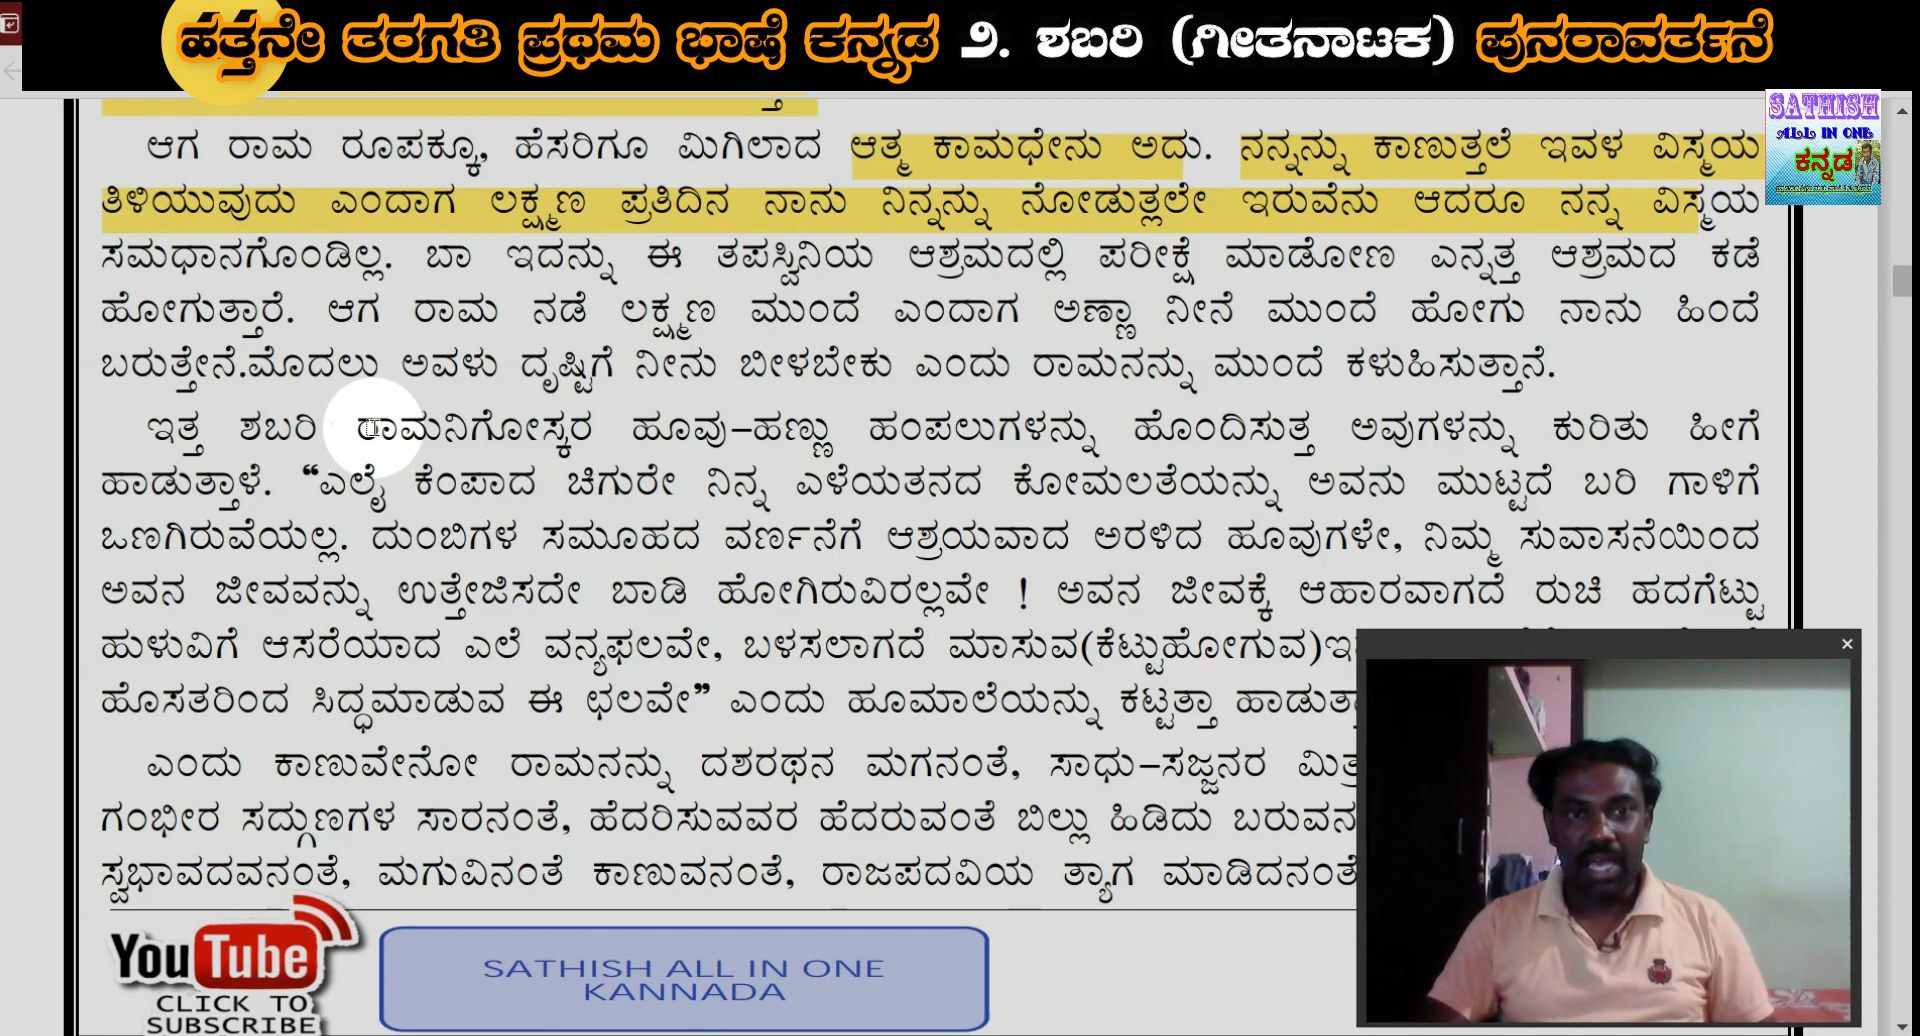 ಹತ್ತನೇ ತರಗತಿ ಪ್ರಥಮ ಭಾಷೆ ಕನ್ನಡ ೨. ಶಬರಿ (ಗೀತನಾಟಕ) ಪುನರಾವರ್ತನೆ
SATHISH
ALL IN ONE
ಕನ್ನಡ
ಆಗ ರಾಮ ರೂಪಕ್ಕೂ, ಹೆಸರಿಗೂ ಮಿಗಿಲಾದ ಆತ್ಮ ಕಾಮಧೇನು ಅದು. ನನ್ನನ್ನು ಕಾಣುತ್ತಲೆ ಇವಳ ವಿಸ್ಮಯ
ತಿಳಿಯುವುದು ಎಂದಾಗ ಲಕ್ಷ್ಮಣ ಪ್ರತಿದಿನ ನಾನು ನಿನ್ನನ್ನು ನೋಡುತ್ತಲೇ ಇರುವೆನು ಆದರೂ ನನ್ನ ವಿಸ್ಮಯ
ಸಮಧಾನಗೊಂಡಿಲ್ಲ. ಬಾ ಇದನ್ನು ಈ ತಪಸ್ವಿನಿಯ ಆಶ್ರಮದಲ್ಲಿ ಪರೀಕ್ಷೆ ಮಾಡೋಣ ಎನ್ನತ್ತ ಆಶ್ರಮದ ಕಡೆ
ಹೋಗುತ್ತಾರೆ. ಆಗ ರಾಮ ನಡೆ ಲಕ್ಷ್ಮಣ ಮುಂದೆ ಎಂದಾಗ ಅಣ್ಣಾ ನೀನೆ ಮುಂದೆ ಹೋಗು ನಾನು ಹಿಂದೆ
ಬರುತ್ತೇನೆ.ಮೊದಲು ಅವಳು ದೃಷ್ಟಿಗೆ ನೀನು ಬೀಳಬೇಕು ಎಂದು ರಾಮನನ್ನು ಮುಂದೆ ಕಳುಹಿಸುತ್ತಾನೆ.
ಇತ್ತ ಶಬರಿ ರಾಮನಿಗೋಸ್ಕರ ಹೂವು-ಹಣ್ಣು ಹಂಪಲುಗಳನ್ನು ಹೊಂದಿಸುತ್ತ ಅವುಗಳನ್ನು ಕುರಿತು ಹೀಗೆ
ಹಾಡುತ್ತಾಳೆ. “ಎಲೈ ಕೆಂಪಾದ ಚಿಗುರೇ ನಿನ್ನ ಎಳೆಯತನದ ಕೋಮಲತೆಯನ್ನು ಅವನು ಮುಟ್ಟದೆ ಬರಿ ಗಾಳಿಗೆ
ಒಣಗಿರುವೆಯಲ್ಲ. ದುಂಬಿಗಳ ಸಮೂಹದ ವರ್ಣನೆಗೆ ಆಶ್ರಯವಾದ ಅರಳಿದ ಹೂವುಗಳೇ, ನಿಮ್ಮ ಸುವಾಸನೆಯಿಂದ
ಅವನ ಜೀವವನ್ನು ಉತ್ತೇಜಿಸದೇ ಬಾಡಿ ಹೋಗಿರುವಿರಲ್ಲವೇ ! ಅವನ ಜೀವಕ್ಕೆ ಆಹಾರವಾಗದೆ ರುಚಿ ಹದಗೆಟ್ಟು
ಹುಳುವಿಗೆ ಆಸರೆಯಾದ ಎಲೆ ವನ್ಯಫಲವೇ, ಬಳಸಲಾಗದೆ ಮಾಸುವ(ಕೆಟ್ಟುಹೋಗುವ)
ಹೊಸತರಿಂದ ಸಿದ್ಧಮಾಡುವ ಈ ಛಲವೇ” ಎಂದು ಹೂಮಾಲೆಯನ್ನು ಕಟ್ಟತ್ತಾ
ಎಂದು ಕಾಣುವೇನೋ ರಾಮನನ್ನು ದಶರಥನ ಮಗನಂತೆ, ಸಾಧು-ಸಜ್ಜನರ
ಗಂಭೀರ ಸದ್ಗುಣಗಳ ಸಾರನಂತೆ, ಹೆದರಿಸುವವರ ಹೆದರುವಂತೆ ಬಿಲ್ಲು ಹಿಡಿದು
ಸ್ವಭಾವದವನಂತೆ, ಮಗುವಿನಂತೆ ಕಾಣುವನಂತೆ, ರಾಜಪದವಿಯ ತ್ಯಾಗ ಮಾಡಿದನಂತೆ
YouTube
CLICK TO
SUBSCRIBE
SATHISH ALL IN ONE
KANNADA